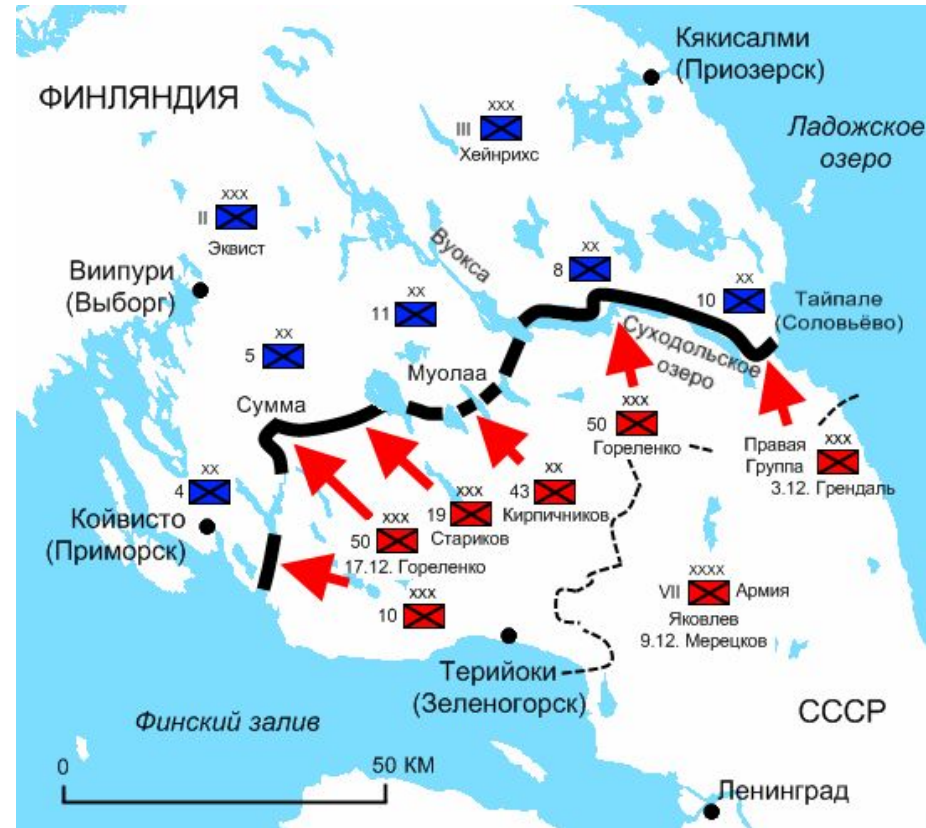 Кякисалми
(Приозерск)
ФИНЛЯНДИЯ
xxx
III
Хейнрихс
Ладожское
озеро
xxx
II
Эквист
Вуокса
xx
8
Виипури
(Выборг)
xx
11
xx
10
Тайпале
(Соловьёво)
xx
5
Суходольское
озеро
Муолаа
Сумма
xxx
50
Гореленко
Правая
Группа
xxx
3.12. Грендаль
xx
4
xx
43
Кирпичников
xxx
19
Стариков
Койвисто
(Приморск)
xxx
50
17.12. Гореленко
xxxx
VII
Армия
Яковлев
9.12. Мерецков
xxx
10
Терийоки
(Зеленогорск)
Финский залив
СССР
0
50 КМ
Ленинград